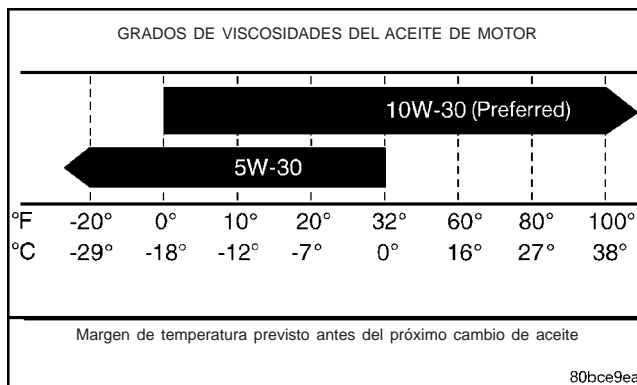 GRADOS DE VISCOSIDADES DEL ACEITE DE MOTOR
10W-30 (Preferred)
5W-30
°F -20° 0° 10° 20° 32° 60° 80° 100°
°C -29° -18° -12° -7° 0° 16° 27° 38°
Margen de temperatura previsto antes del próximo cambio de aceite
80bce9ea